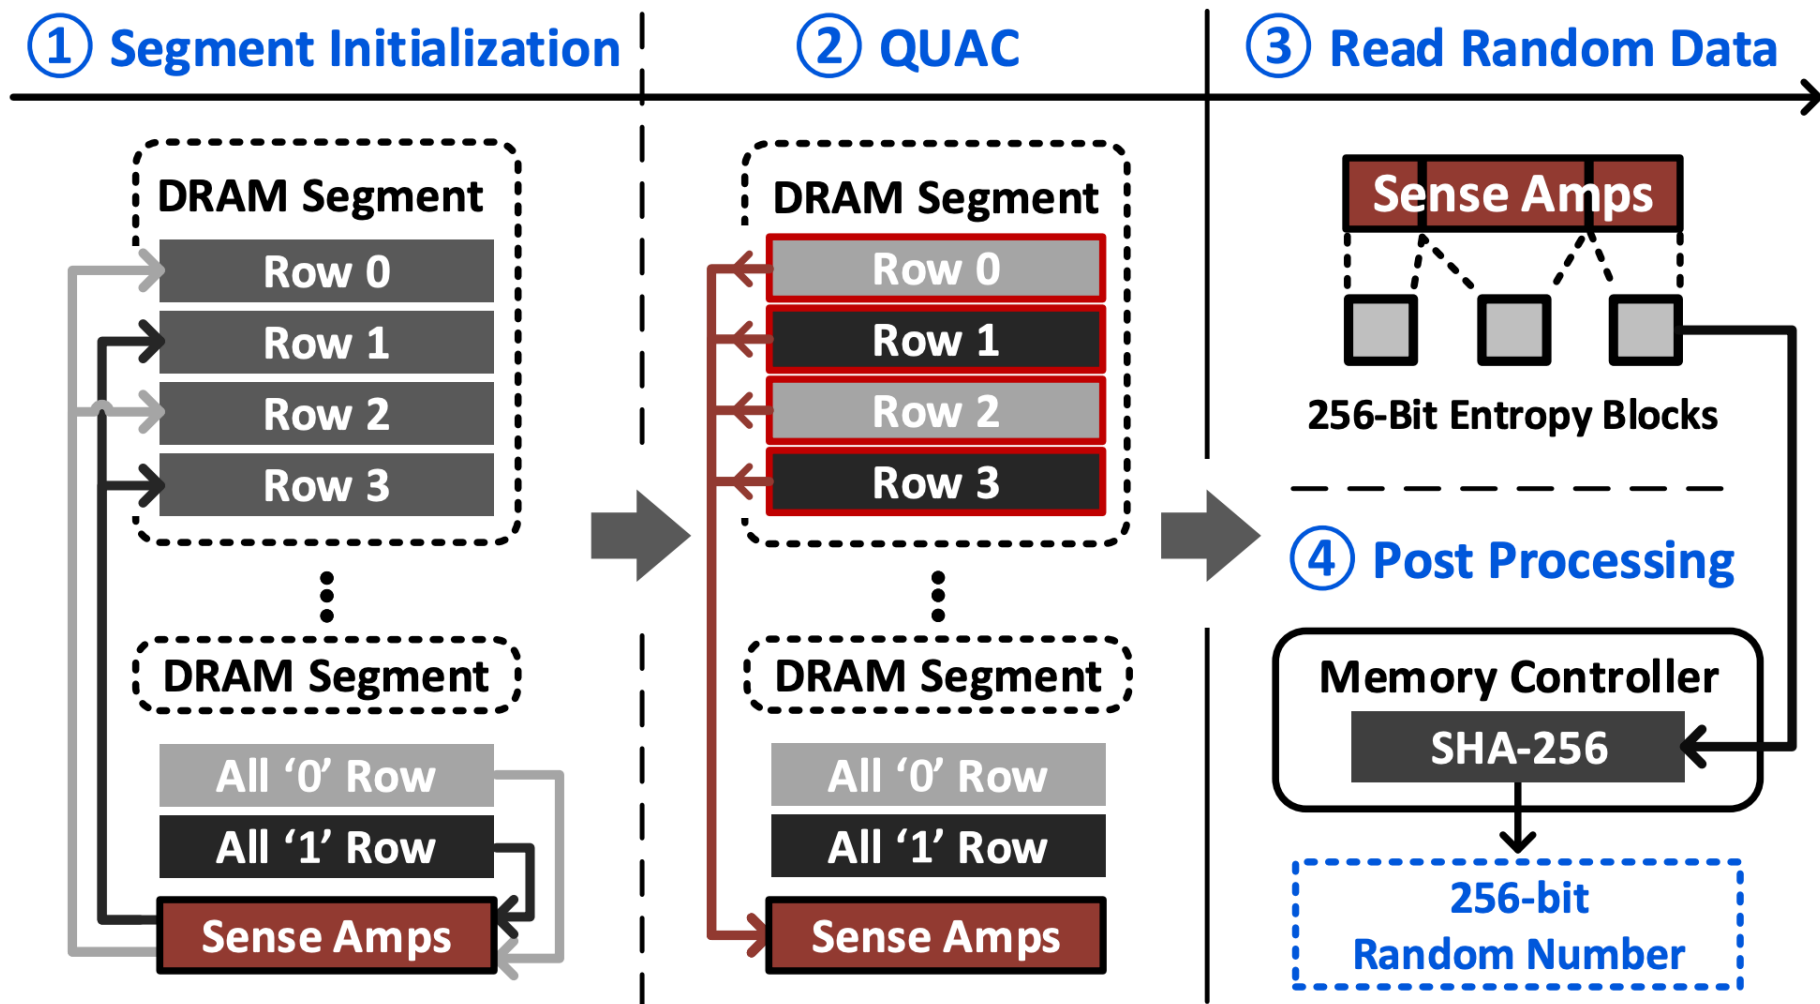 ① Segment Initialization
DRAM Segment
Row 0
Row 1
Row 2
Row 3
DRAM Segment
All ‘0’ Row
All ‘1’ Row
Sense Amps
② QUAC
DRAM Segment
Row 0
Row 1
Row 2
Row 3
DRAM Segment
All ‘0’ Row
All ‘1’ Row
Sense Amps
③ Read Random Data
Sense Amps
256-Bit Entropy Blocks
④ Post Processing
Memory Controller
SHA-256
256-bit
Random Number